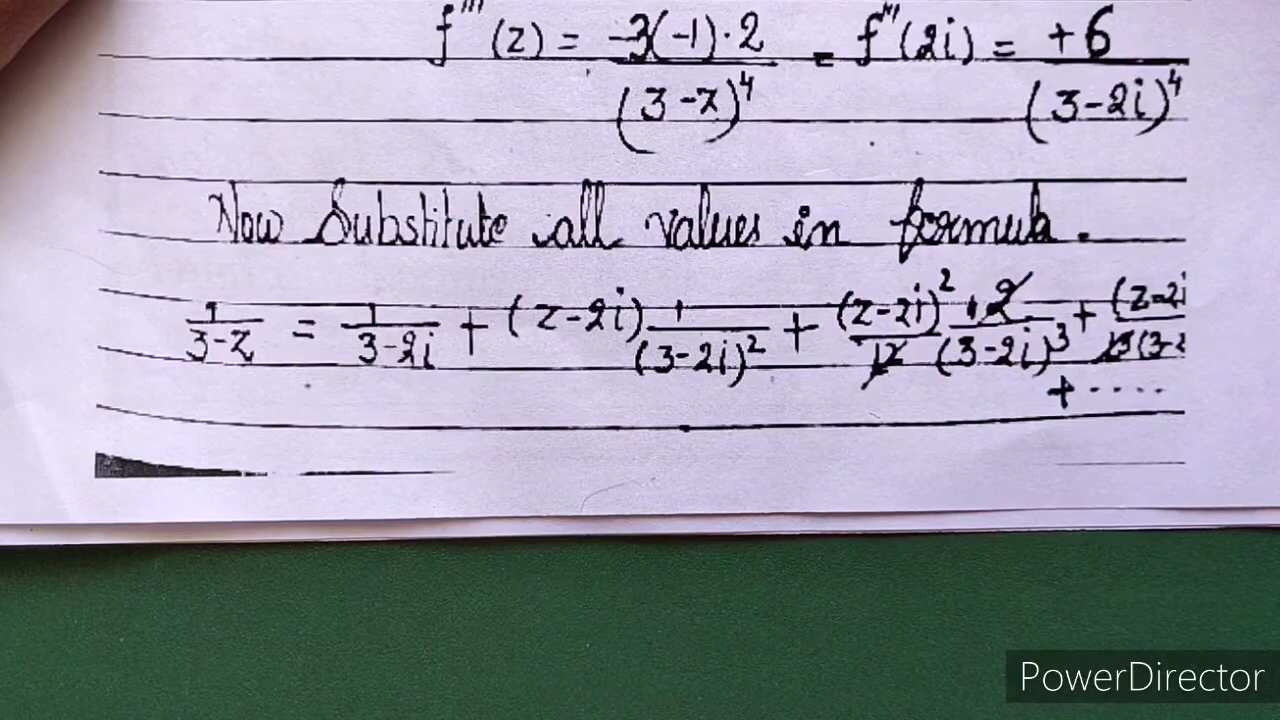 f'''(z) = -3(-1)·2 / (3-z)^4 = f'''(2i) = +6 / (3-2i)^4
Now Substitute all values in formula.
1/(3-z) = 1/(3-2i) + (z-2i) 1/(3-2i)^2 + (z-2i)^2/2 · 2/(3-2i)^3 + (z-2i
+ ....
PowerDirector